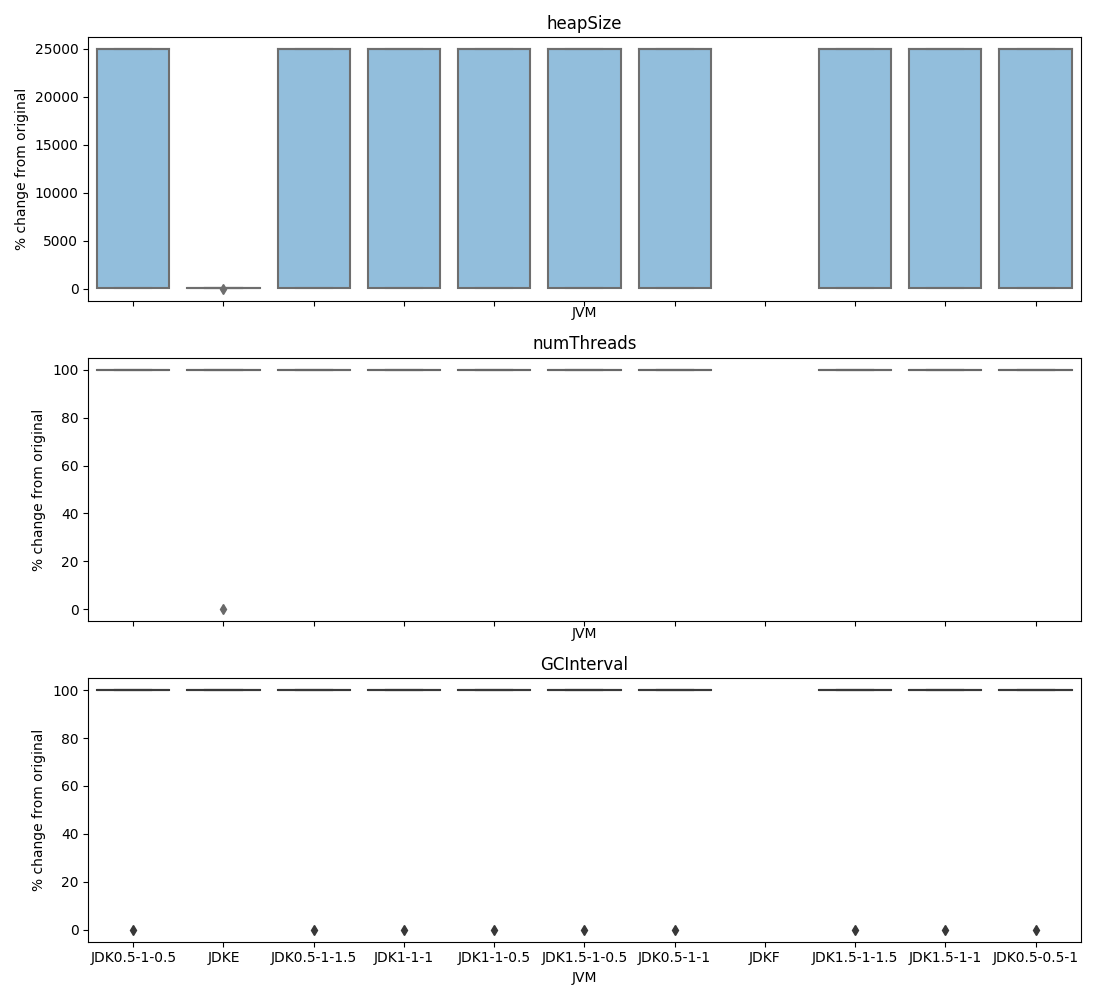 heapSize
% change from original
25000
20000
15000
10000
5000
0
JVM
numThreads
% change from original
100
80
60
40
20
0
JVM
GCInterval
% change from original
100
80
60
40
20
0
JDK0.5-1-0.5 JDKE JDK0.5-1-1.5 JDK1-1-1 JDK1-1-0.5 JDK1.5-1-0.5 JDK0.5-1-1 JDKF JDK1.5-1-1.5 JDK1.5-1-1 JDK0.5-0.5-1
JVM